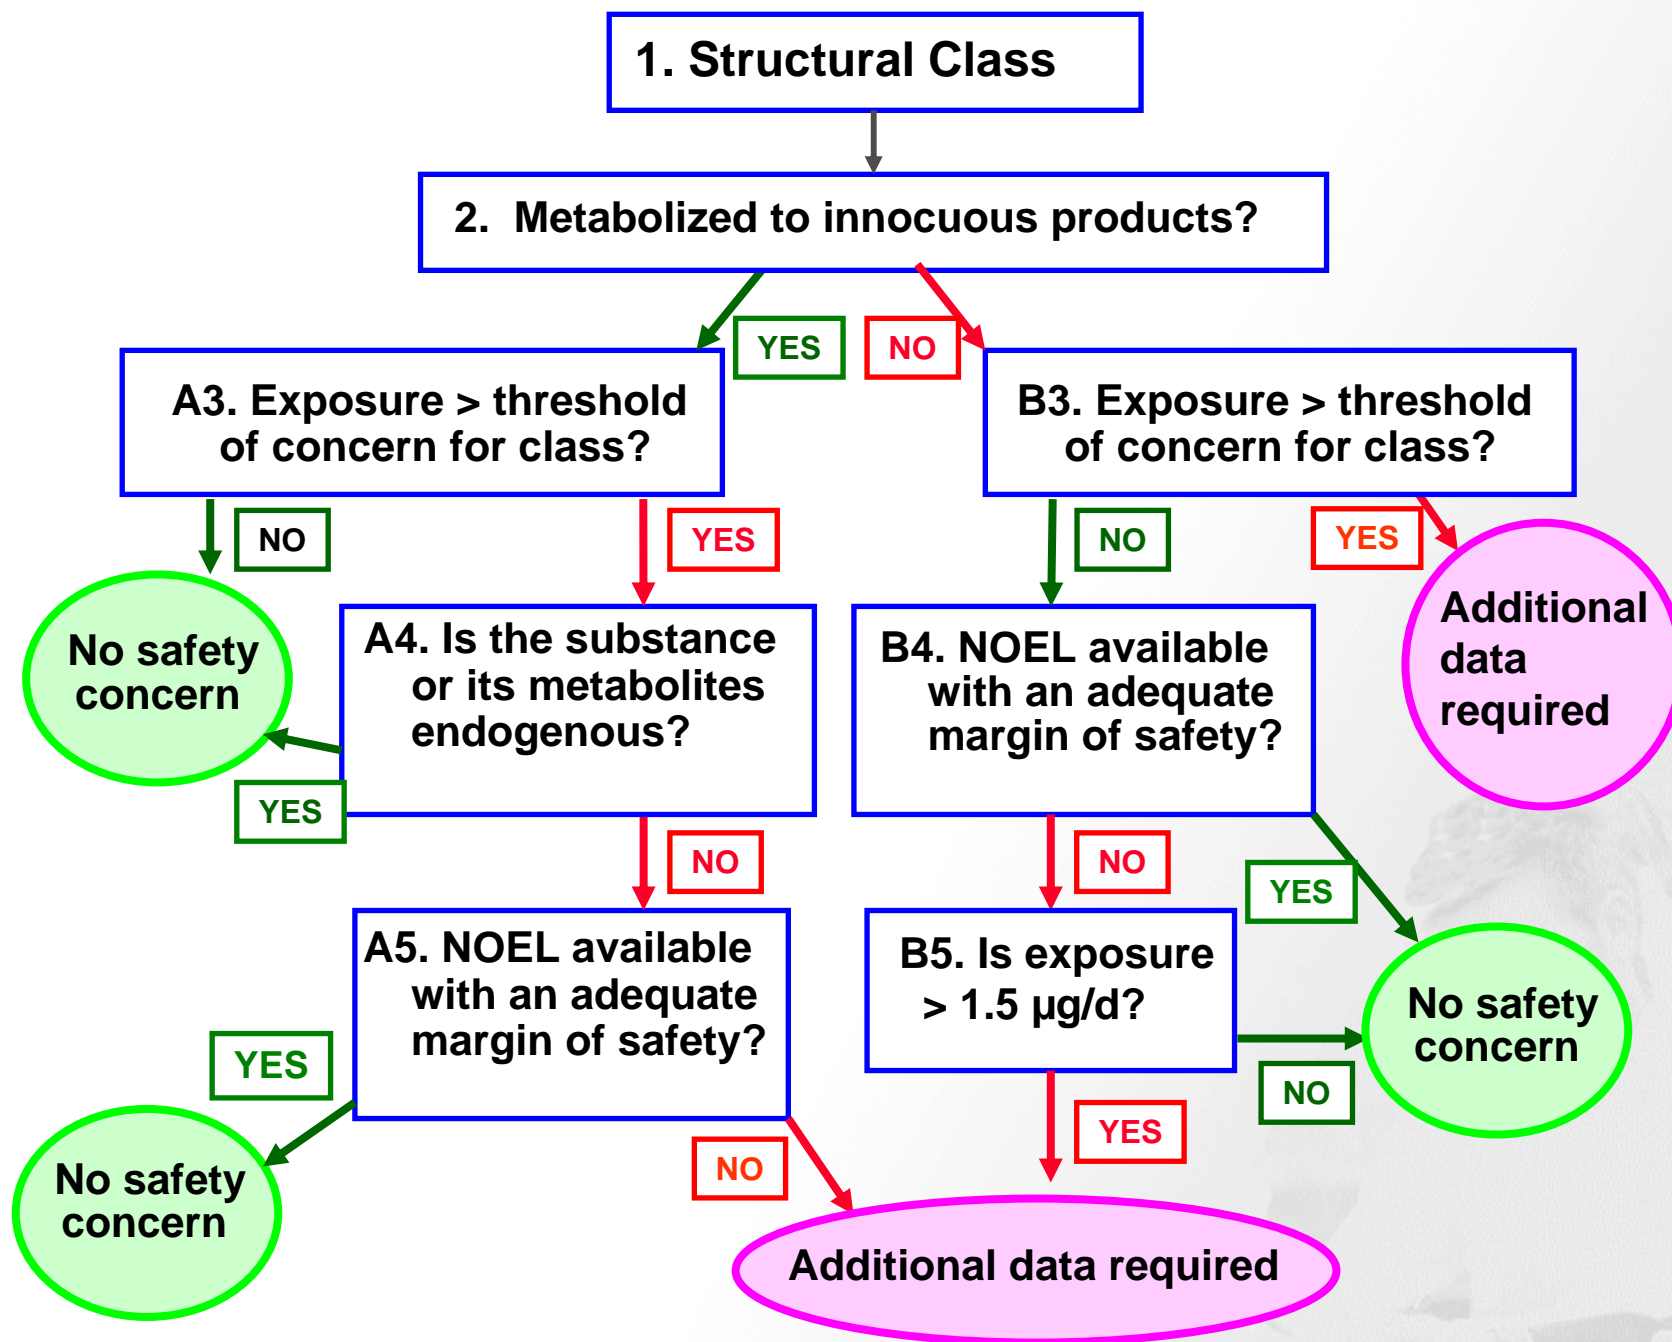 1. Structural Class
2. Metabolized to innocuous products?
YES
NO
A3. Exposure > threshold
of concern for class?
B3. Exposure > threshold
of concern for class?
NO
YES
NO
YES
No safety
concern
A4. Is the substance
or its metabolites
endogenous?
B4. NOEL available
with an adequate
margin of safety?
Additional
data
required
YES
NO
NO
YES
A5. NOEL available
with an adequate
margin of safety?
B5. Is exposure
> 1.5 µg/d?
No safety
concern
YES
NO
NO
YES
No safety
concern
Additional data required